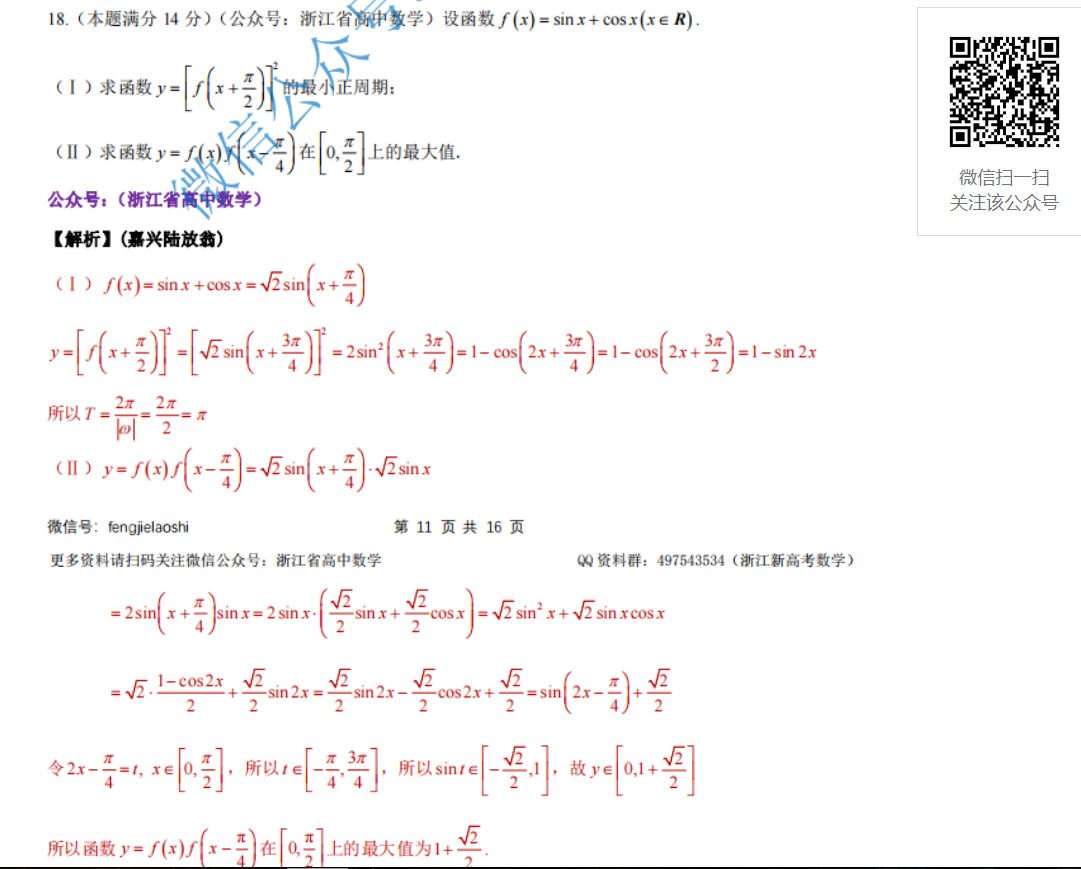 18.（本题满分 14 分）（公众号：浙江省高中数学）设函数 f(x) = sin x + cos x (x ∈ R).
微信扫一扫
关注该公众号
（Ⅰ）求函数 y = [f(x + π/2)]² 的最小正周期;
（Ⅱ）求函数 y = f(x)f(x − π/4) 在 [0, π/2] 上的最大值.
微信公众号
公众号：（浙江省高中数学）
【解析】(嘉兴陆放翁)
（Ⅰ）f(x) = sin x + cos x = √2 sin(x + π/4)
y = [f(x + π/2)]² = [√2 sin(x + 3π/4)]² = 2sin²(x + 3π/4) = 1 − cos(2x + 3π/4) = 1 − cos(2x + 3π/2) = 1 − sin 2x
所以 T = 2π/|ω| = 2π/2 = π
（Ⅱ）y = f(x)f(x − π/4) = √2 sin(x + π/4) · √2 sin x
微信号：fengjielaoshi 第 11 页 共 16 页
更多资料请扫码关注微信公众号：浙江省高中数学 QQ 资料群：497543534（浙江新高考数学）
= 2sin(x + π/4)sin x = 2 sin x · (√2/2 sin x + √2/2 cos x) = √2 sin² x + √2 sin x cos x
= √2 · (1−cos2x)/2 + √2/2 sin 2x = √2/2 sin 2x − √2/2 cos 2x + √2/2 = sin(2x − π/4) + √2/2
令 2x − π/4 = t, x ∈ [0, π/2]，所以 t ∈ [−π/4, 3π/4]，所以 sin t ∈ [−√2/2, 1]，故 y ∈ [0, 1 + √2/2]
所以函数 y = f(x)f(x − π/4) 在 [0, π/2] 上的最大值为 1 + √2/2 .